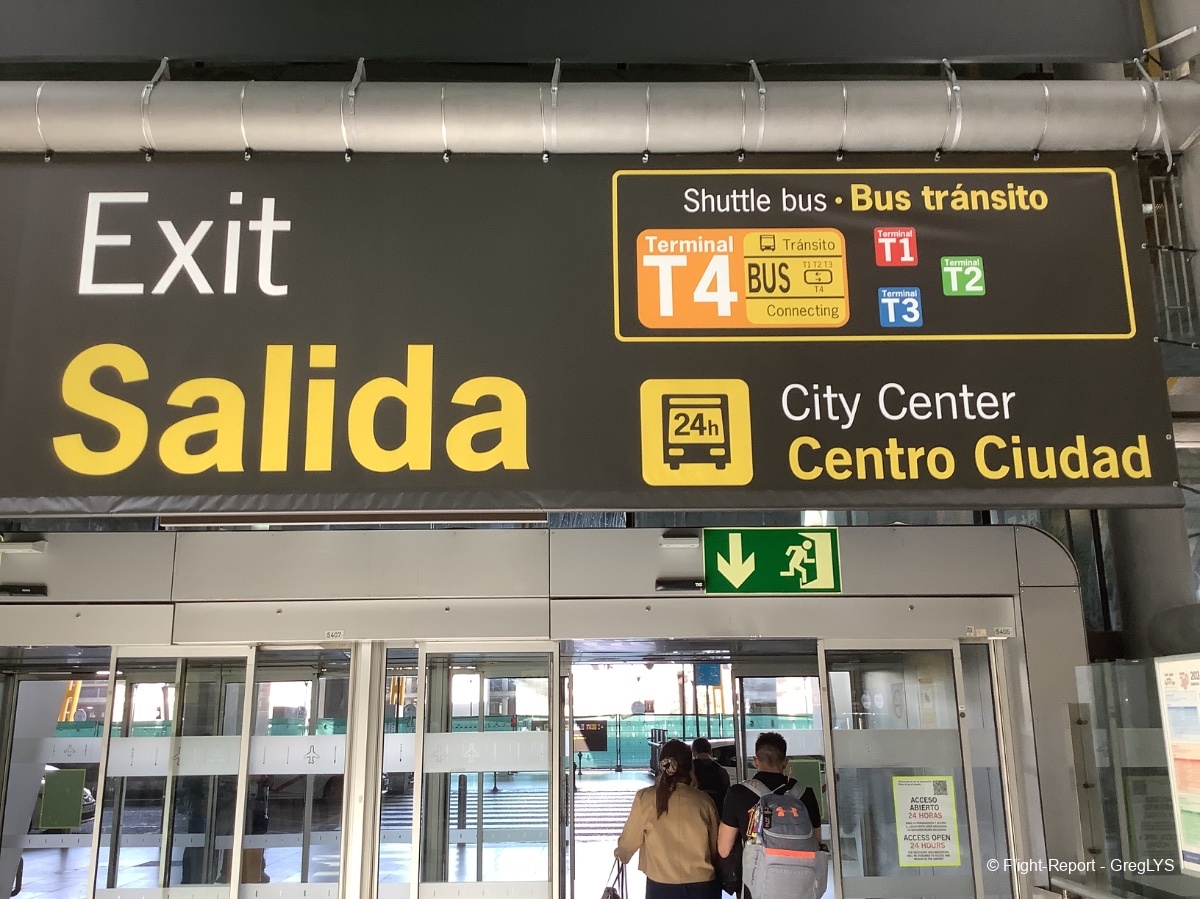 Exit
Salida
Shuttle bus · Bus tránsito
Terminal
T4
Tránsito
BUS
T1 T2 T3
T4
Connecting
Terminal
T1
Terminal
T2
Terminal
T3
24h
City Center
Centro Ciudad
5407
ACCESO
ABIERTO
24 HORAS
ACCESS OPEN
24 HOURS
© Flight-Report - GregLYS